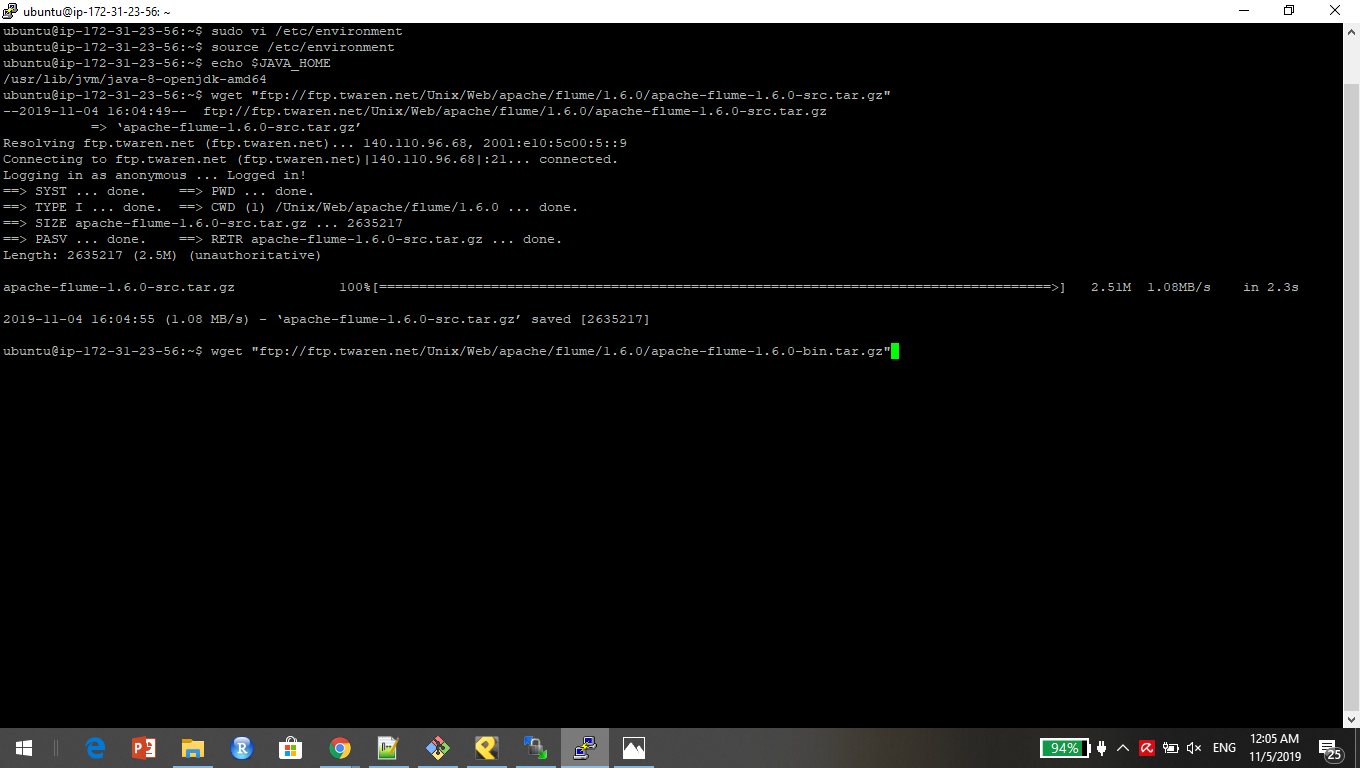 ubuntu@ip-172-31-23-56: ~
ubuntu@ip-172-31-23-56:~$ sudo vi /etc/environment
ubuntu@ip-172-31-23-56:~$ source /etc/environment
ubuntu@ip-172-31-23-56:~$ echo $JAVA_HOME
/usr/lib/jvm/java-8-openjdk-amd64
ubuntu@ip-172-31-23-56:~$ wget "ftp://ftp.twaren.net/Unix/Web/apache/flume/1.6.0/apache-flume-1.6.0-src.tar.gz"
--2019-11-04 16:04:49--  ftp://ftp.twaren.net/Unix/Web/apache/flume/1.6.0/apache-flume-1.6.0-src.tar.gz
           => ‘apache-flume-1.6.0-src.tar.gz’
Resolving ftp.twaren.net (ftp.twaren.net)... 140.110.96.68, 2001:e10:5c00:5::9
Connecting to ftp.twaren.net (ftp.twaren.net)|140.110.96.68|:21... connected.
Logging in as anonymous ... Logged in!
==> SYST ... done.    ==> PWD ... done.
==> TYPE I ... done.  ==> CWD (1) /Unix/Web/apache/flume/1.6.0 ... done.
==> SIZE apache-flume-1.6.0-src.tar.gz ... 2635217
==> PASV ... done.    ==> RETR apache-flume-1.6.0-src.tar.gz ... done.
Length: 2635217 (2.5M) (unauthoritative)
apache-flume-1.6.0-src.tar.gz             100%[====================================================================================>]   2.51M  1.08MB/s    in 2.3s
2019-11-04 16:04:55 (1.08 MB/s) - ‘apache-flume-1.6.0-src.tar.gz’ saved [2635217]
ubuntu@ip-172-31-23-56:~$ wget "ftp://ftp.twaren.net/Unix/Web/apache/flume/1.6.0/apache-flume-1.6.0-bin.tar.gz"
94%
ENG
12:05 AM
11/5/2019
25